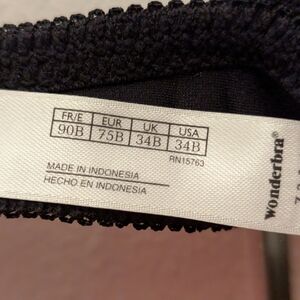 FR/E EUR UK USA
90B 75B 34B 34B
RN15763
MADE IN INDONESIA
HECHO EN INDONESIA
Wonderbra®